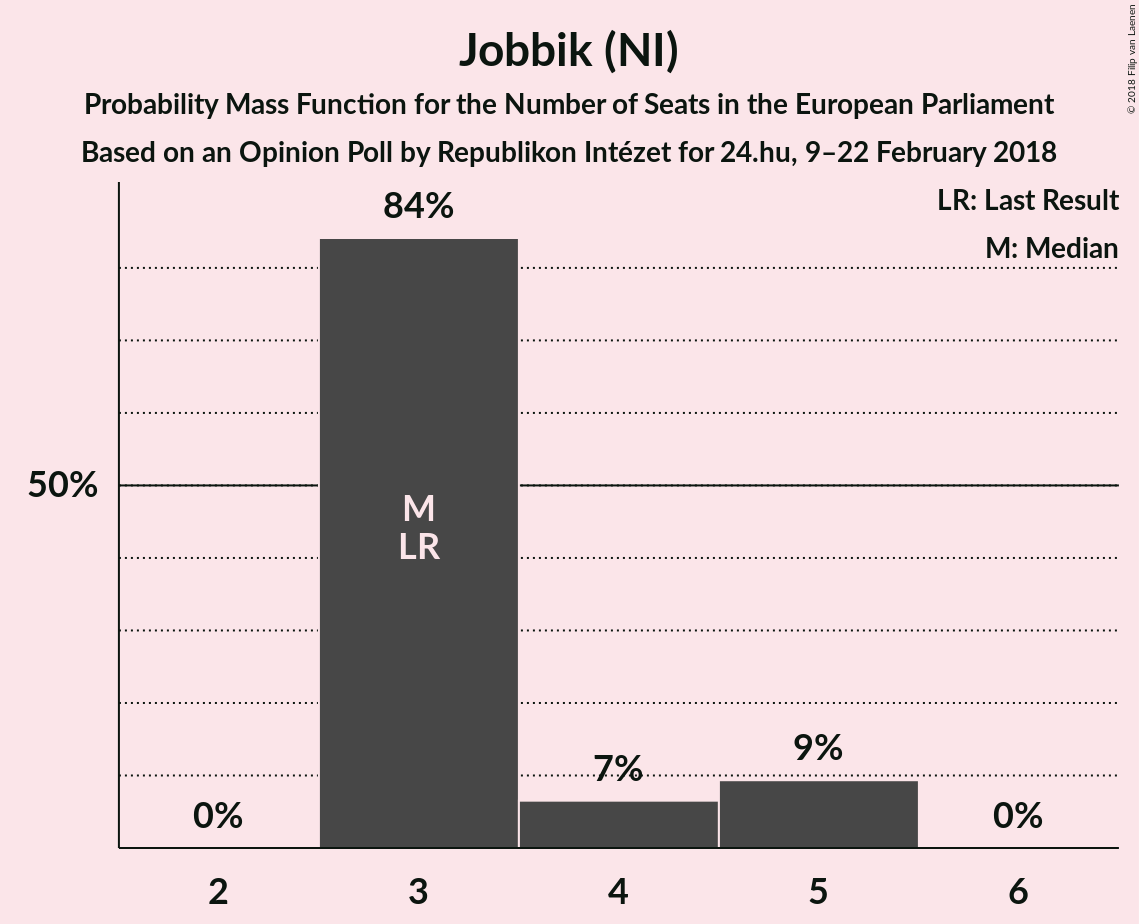 Jobbik (NI)
Probability Mass Function for the Number of Seats in the European Parliament
Based on an Opinion Poll by Republikon Intézet for 24.hu, 9–22 February 2018
© 2018 Filip van Laenen
LR: Last Result
M: Median
84%
50%
M
LR
9%
7%
0%
0%
2
3
4
5
6